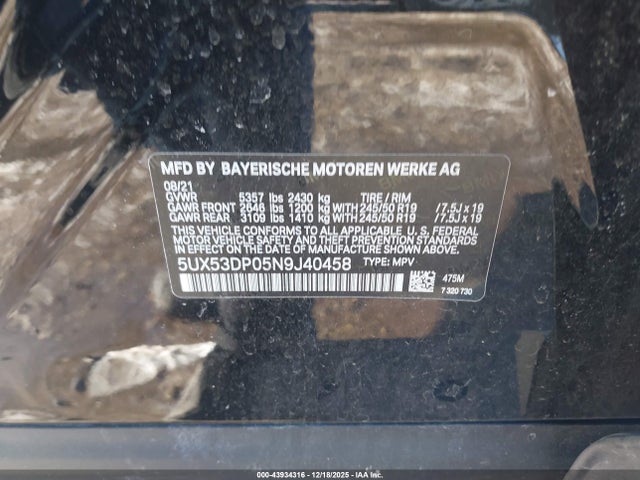 MFD BY BAYERISCHE MOTOREN WERKE AG
08/21
GVWR 5357 lbs 2430 kg TIRE / RIM
GAWR FRONT 2646 lbs 1200 kg WITH 245/50 R19 / 7.5J x 19
GAWR REAR 3109 lbs 1410 kg WITH 245/50 R19 / 7.5J x 19
THIS VEHICLE CONFORMS TO ALL APPLICABLE U. S. FEDERAL
MOTOR VEHICLE SAFETY, BUMPER, AND THEFT PREVENTION
STANDARDS IN EFFECT ON THE DATE OF MANUFACTURE SHOWN ABOVE.
5UX53DP05N9J40458 TYPE: MPV
475M
7 320 730
000-43934316 | 12/18/2025 - IAAI.com